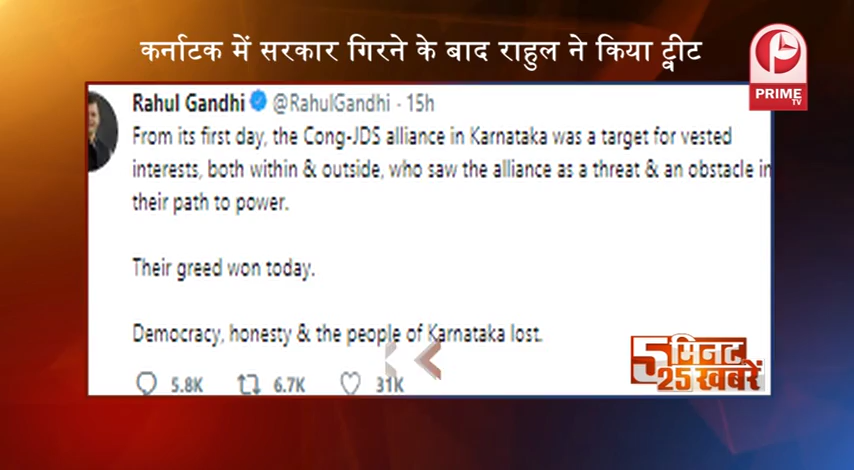 कर्नाटक में सरकार गिरने के बाद राहुल ने किया ट्वीट
PRIME
TV
Rahul Gandhi @RahulGandhi · 15h
From its first day, the Cong-JDS alliance in Karnataka was a target for vested
interests, both within & outside, who saw the alliance as a threat & an obstacle in
their path to power.
Their greed won today.
Democracy, honesty & the people of Karnataka lost.
5.8K 6.7K 31K
5 मिनट
25 खबरें